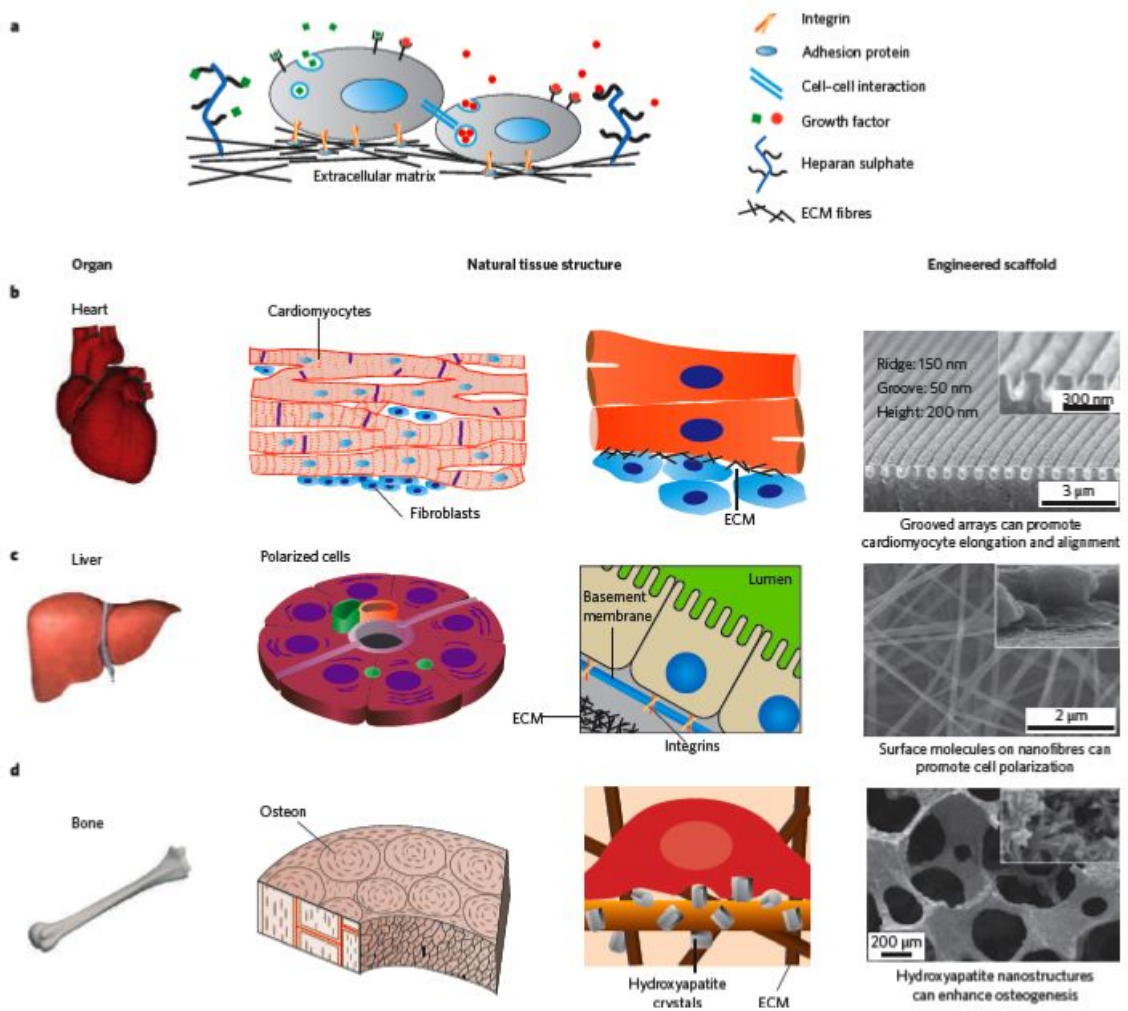 a
Integrin
Adhesion protein
Cell–cell interaction
Growth factor
Heparan sulphate
ECM fibres
Extracellular matrix
Organ
Natural tissue structure
Engineered scaffold
b
Heart
Cardiomyocytes
Fibroblasts
ECM
Ridge: 150 nm
Groove: 50 nm
Height: 200 nm
300 nm
3 µm
Grooved arrays can promote
cardiomyocyte elongation and alignment
c
Liver
Polarized cells
Lumen
Basement
membrane
ECM
Integrins
2 µm
Surface molecules on nanofibres can
promote cell polarization
d
Bone
Osteon
Hydroxyapatite
crystals
ECM
200 µm
Hydroxyapatite nanostructures
can enhance osteogenesis